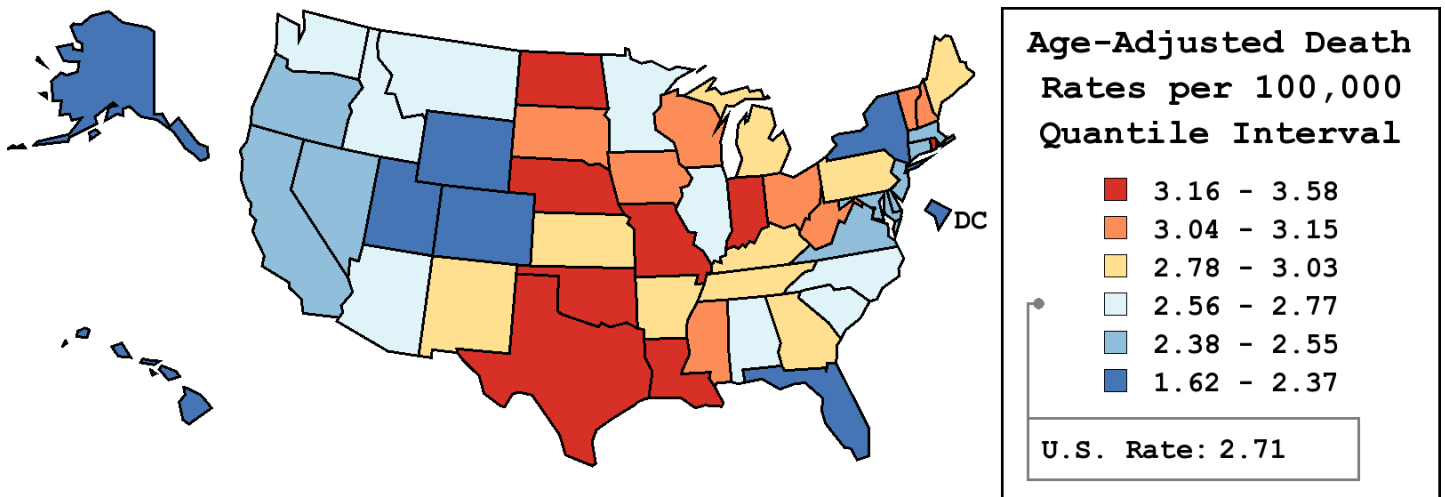 Age-Adjusted Death
Rates per 100,000
Quantile Interval
3.16 - 3.58
3.04 - 3.15
2.78 - 3.03
DC
2.56 - 2.77
2.38 - 2.55
1.62 - 2.37
U.S. Rate: 2.71